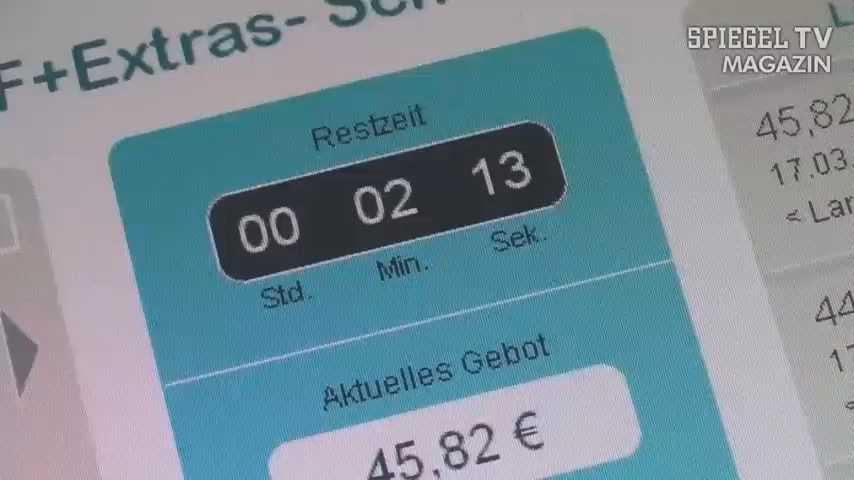 F+Extras-
SPIEGEL TV
MAGAZIN
Restzeit
00 02 13
Std. Min. Sek.
Aktuelles Gebot
45,82 €
45,82
17.03.
<
44
17
<